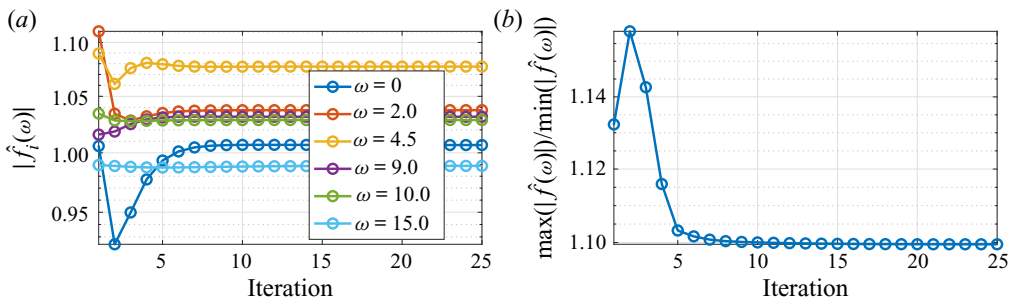 (a)
1.10
1.05
1.00
0.95
|f̂ᵢ(ω)|
5 10 15 20 25
Iteration
ω = 0
ω = 2.0
ω = 4.5
ω = 9.0
ω = 10.0
ω = 15.0
(b)
1.14
1.12
1.10
max(|f̂(ω)|)/min(|f̂(ω)|)
5 10 15 20 25
Iteration